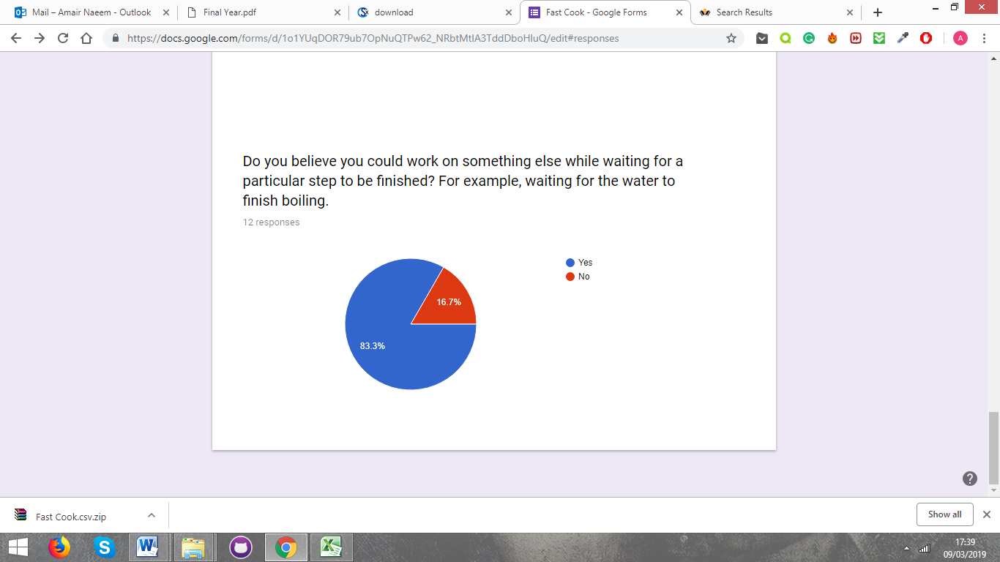 Mail – Amair Naeem - Outlook
Final Year.pdf
download
Fast Cook - Google Forms
Search Results
https://docs.google.com/forms/d/1o1YUqDOR79ub7OpNuQTPw62_NRbtMtIA3TddDboHIuQ/edit#responses
A
Do you believe you could work on something else while waiting for a
particular step to be finished? For example, waiting for the water to
finish boiling.
12 responses
Yes
No
16.7%
83.3%
?
Fast Cook.csv.zip
Show all
17:39
09/03/2019